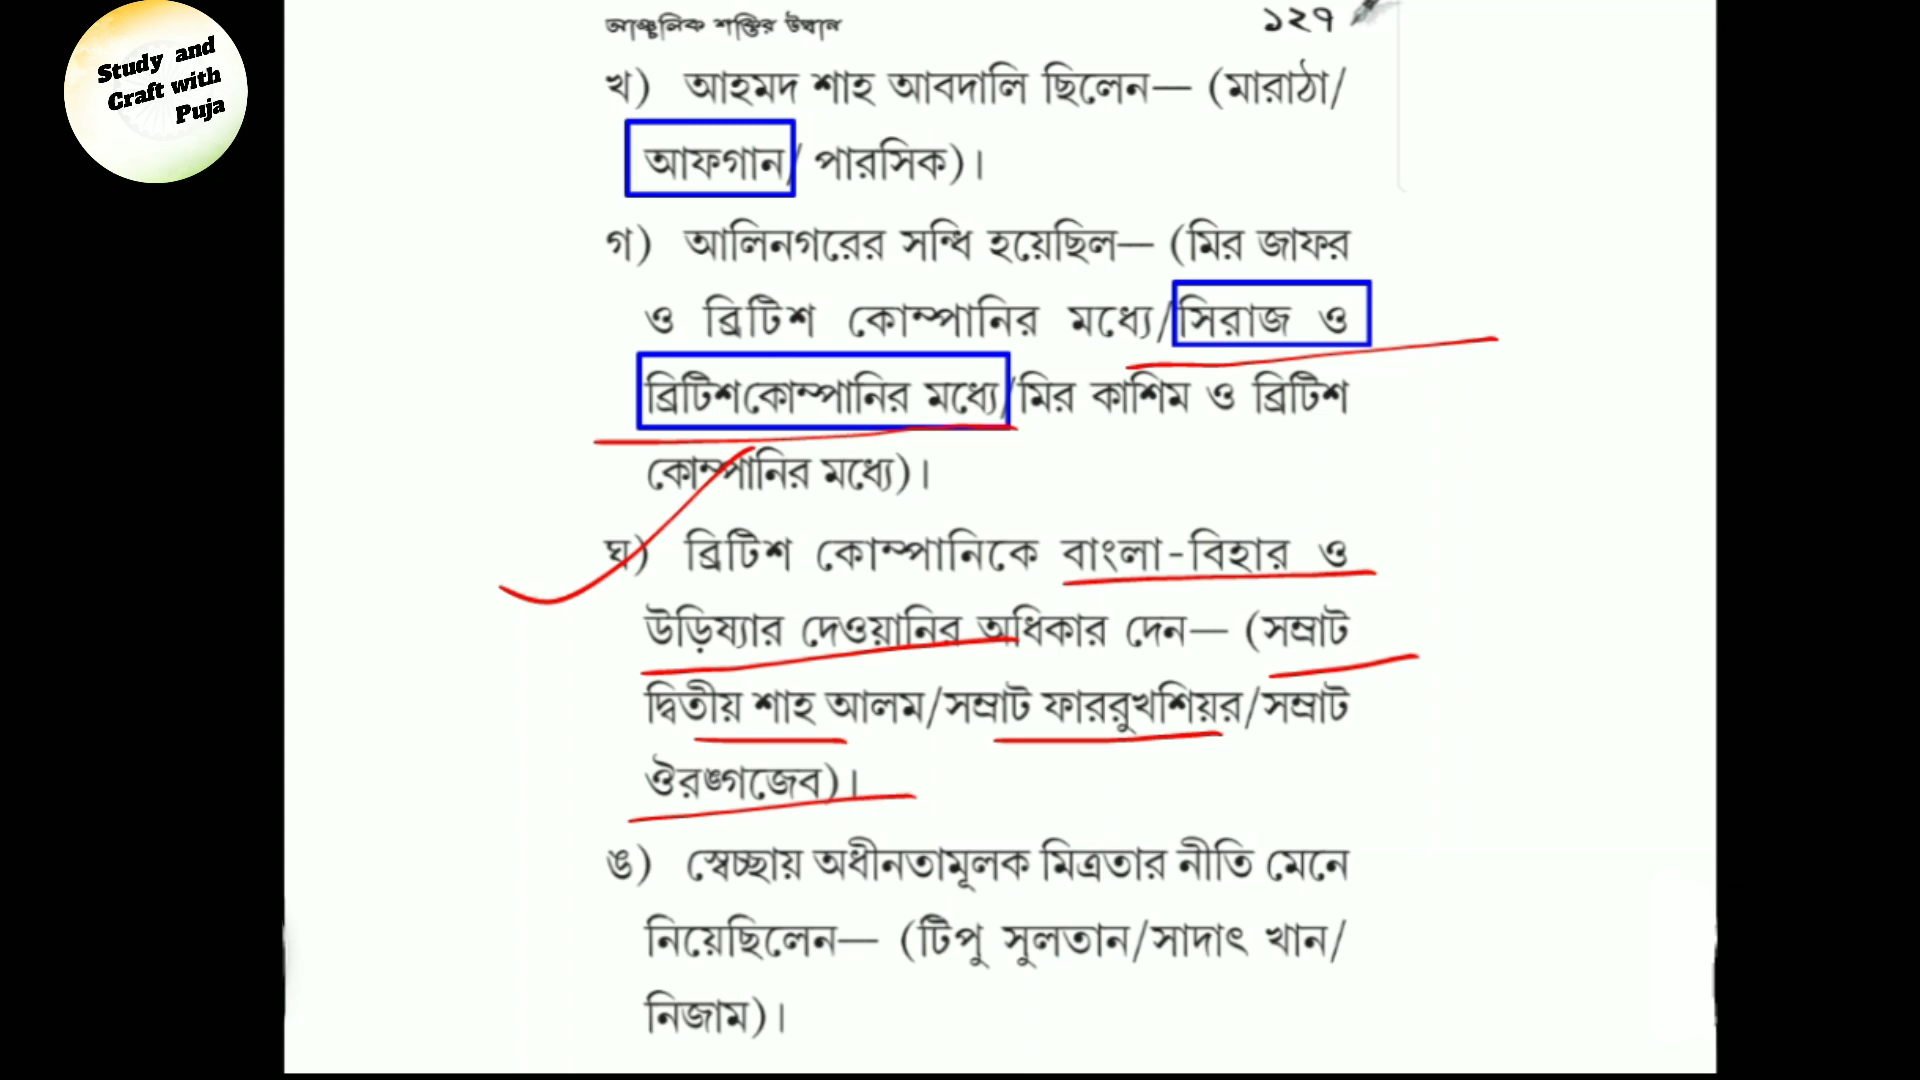 Study and
Craft with
Puja
আঞ্চলিক শক্তির উত্থান ১২৭
খ) আহমদ শাহ আবদালি ছিলেন— (মারাঠা/
আফগান/ পারসিক)।
গ) আলিনগরের সন্ধি হয়েছিল— (মির জাফর
ও ব্রিটিশ কোম্পানির মধ্যে/সিরাজ ও
ব্রিটিশকোম্পানির মধ্যে/মির কাশিম ও ব্রিটিশ
কোম্পানির মধ্যে)।
ঘ) ব্রিটিশ কোম্পানিকে বাংলা-বিহার ও
উড়িষ্যার দেওয়ানির অধিকার দেন— (সম্রাট
দ্বিতীয় শাহ আলম/সম্রাট ফাররুখশিয়র/সম্রাট
ঔরঙ্গজেব)।
ঙ) স্বেচ্ছায় অধীনতামূলক মিত্রতার নীতি মেনে
নিয়েছিলেন— (টিপু সুলতান/সাদাৎ খান/
নিজাম)।